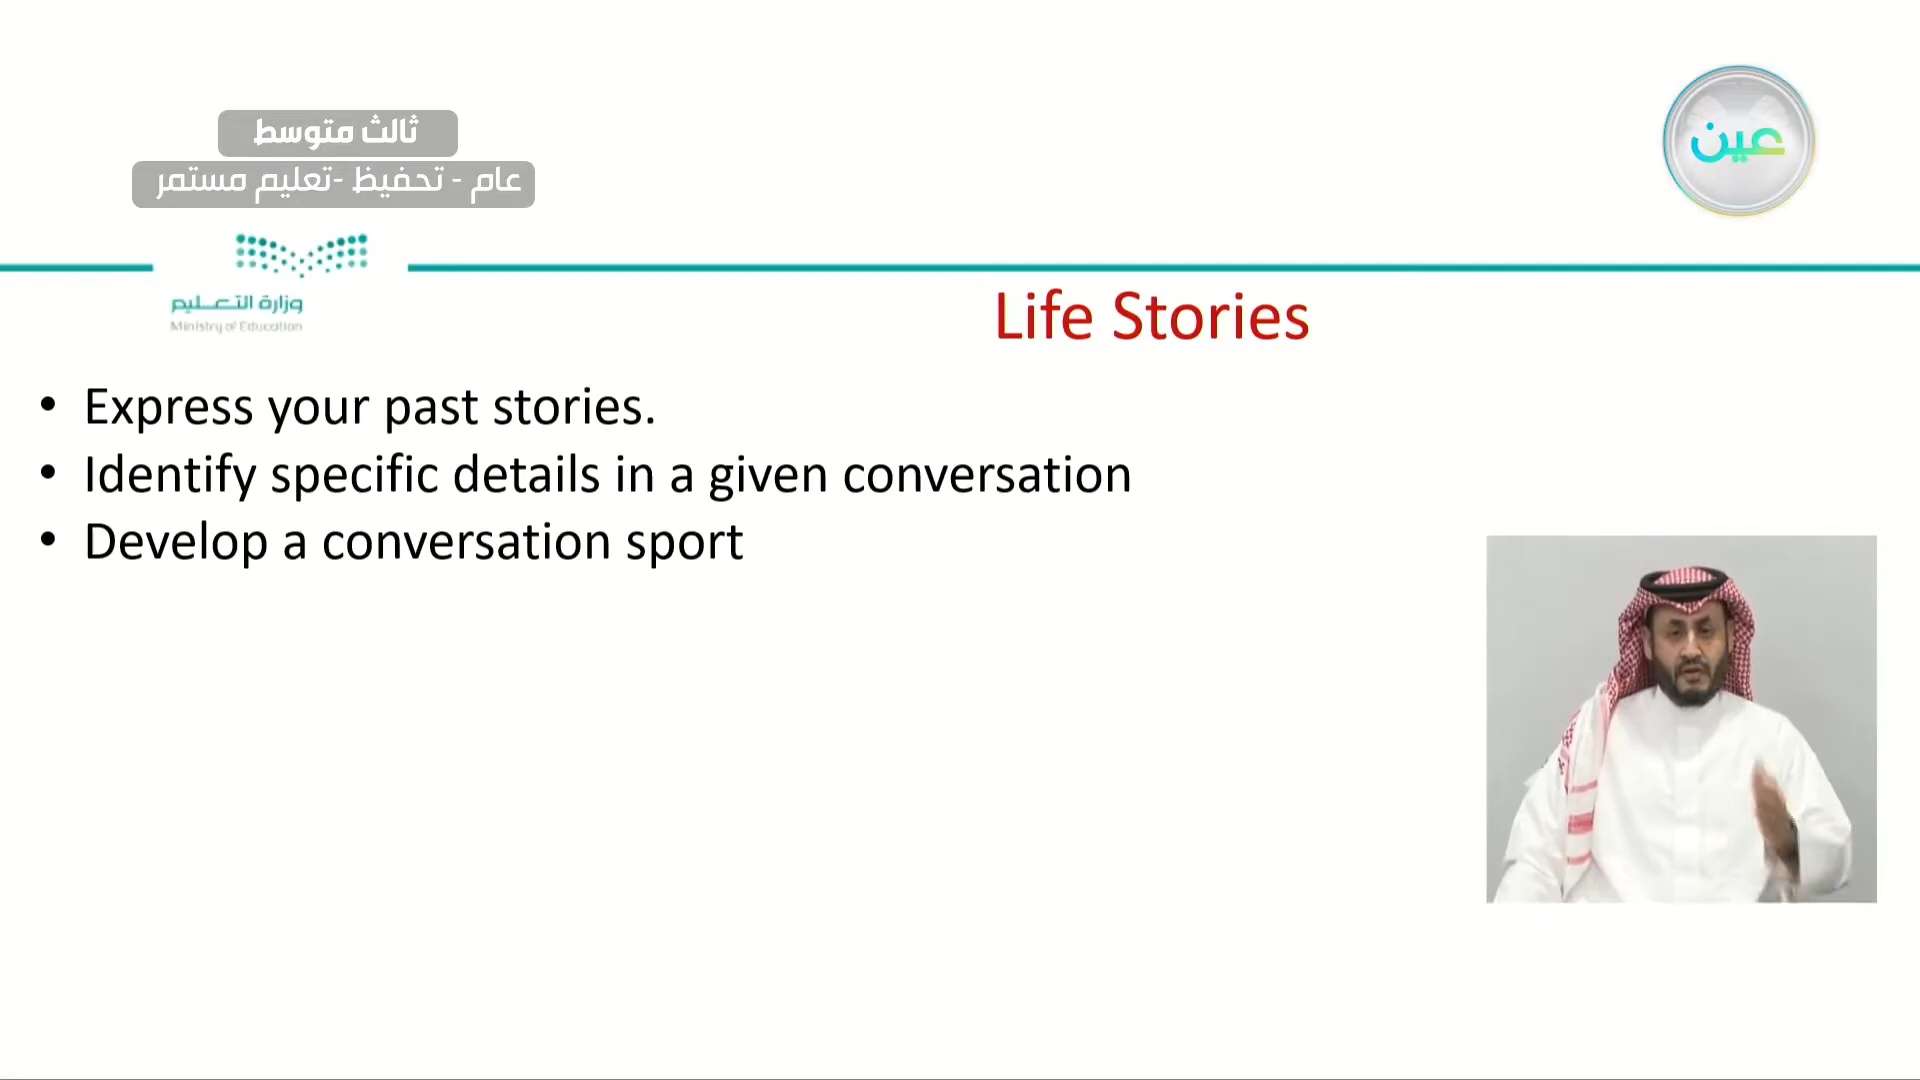 ثالث متوسط
عام - تحفيظ -تعليم مستمر
عين
وزارة التعـــليم
Ministry of Education
Life Stories
• Express your past stories.
• Identify specific details in a given conversation
• Develop a conversation sport